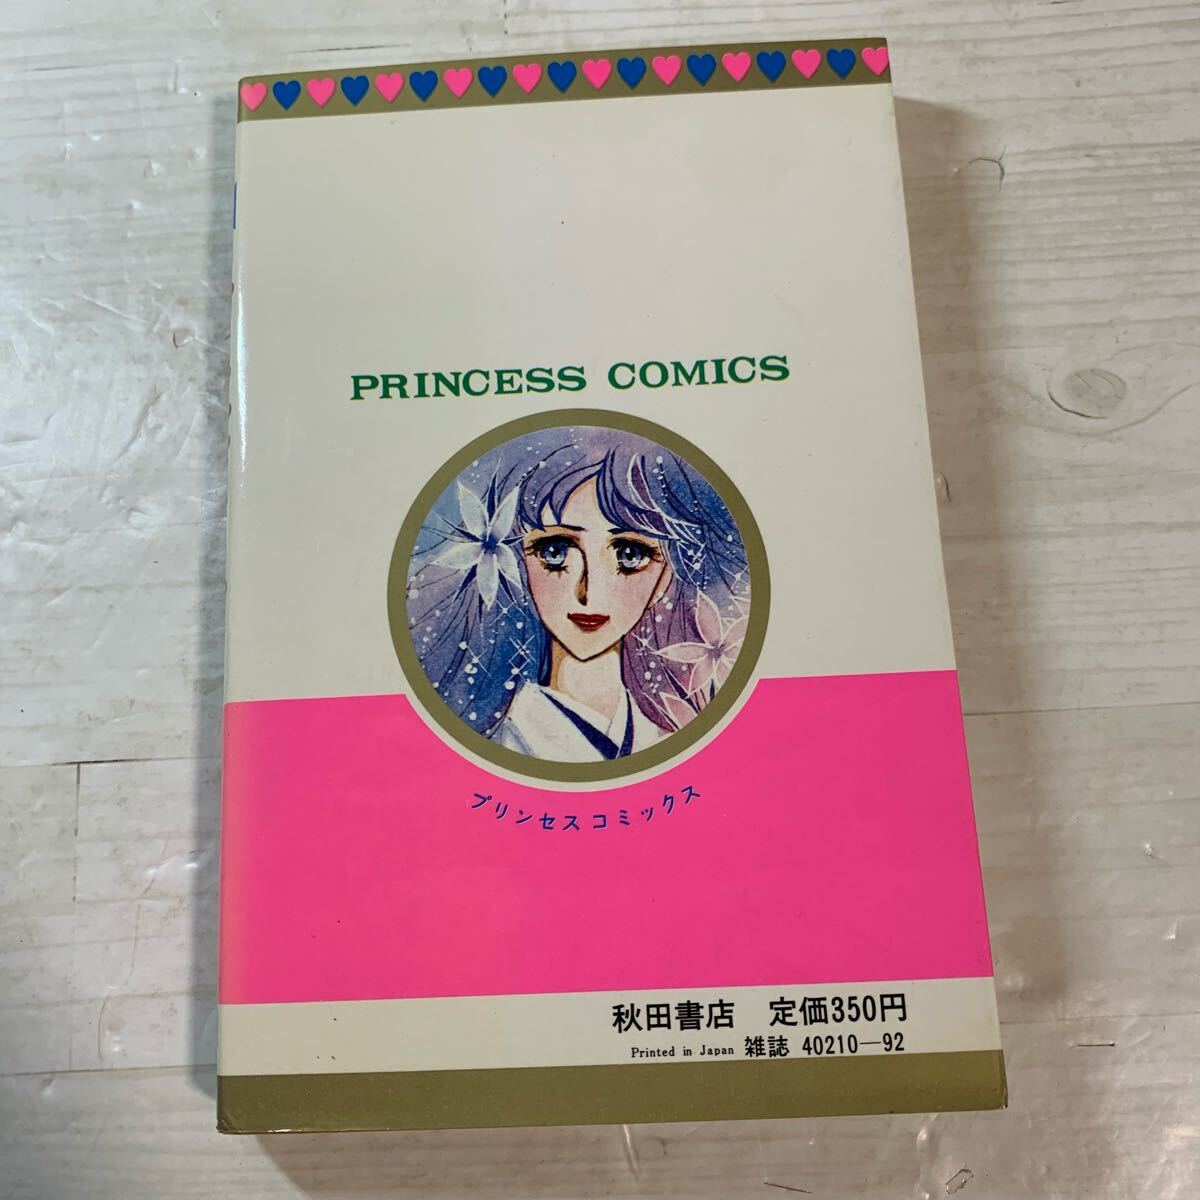 PRINCESS COMICS
プリンセスコミックス
秋田書店 定価350円
Printed in Japan 雑誌 40210―92